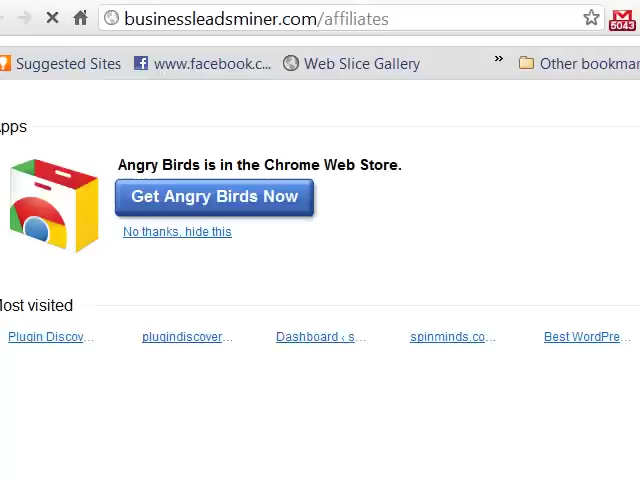 businessleadsminer.com/affiliates
5043
Suggested Sites www.facebook.c... Web Slice Gallery » Other bookmar
Apps
Angry Birds is in the Chrome Web Store.
Get Angry Birds Now
No thanks, hide this
Most visited
Plugin Discov... plugindiscover... Dashboard ‹ s... spinminds.co... Best WordPre...